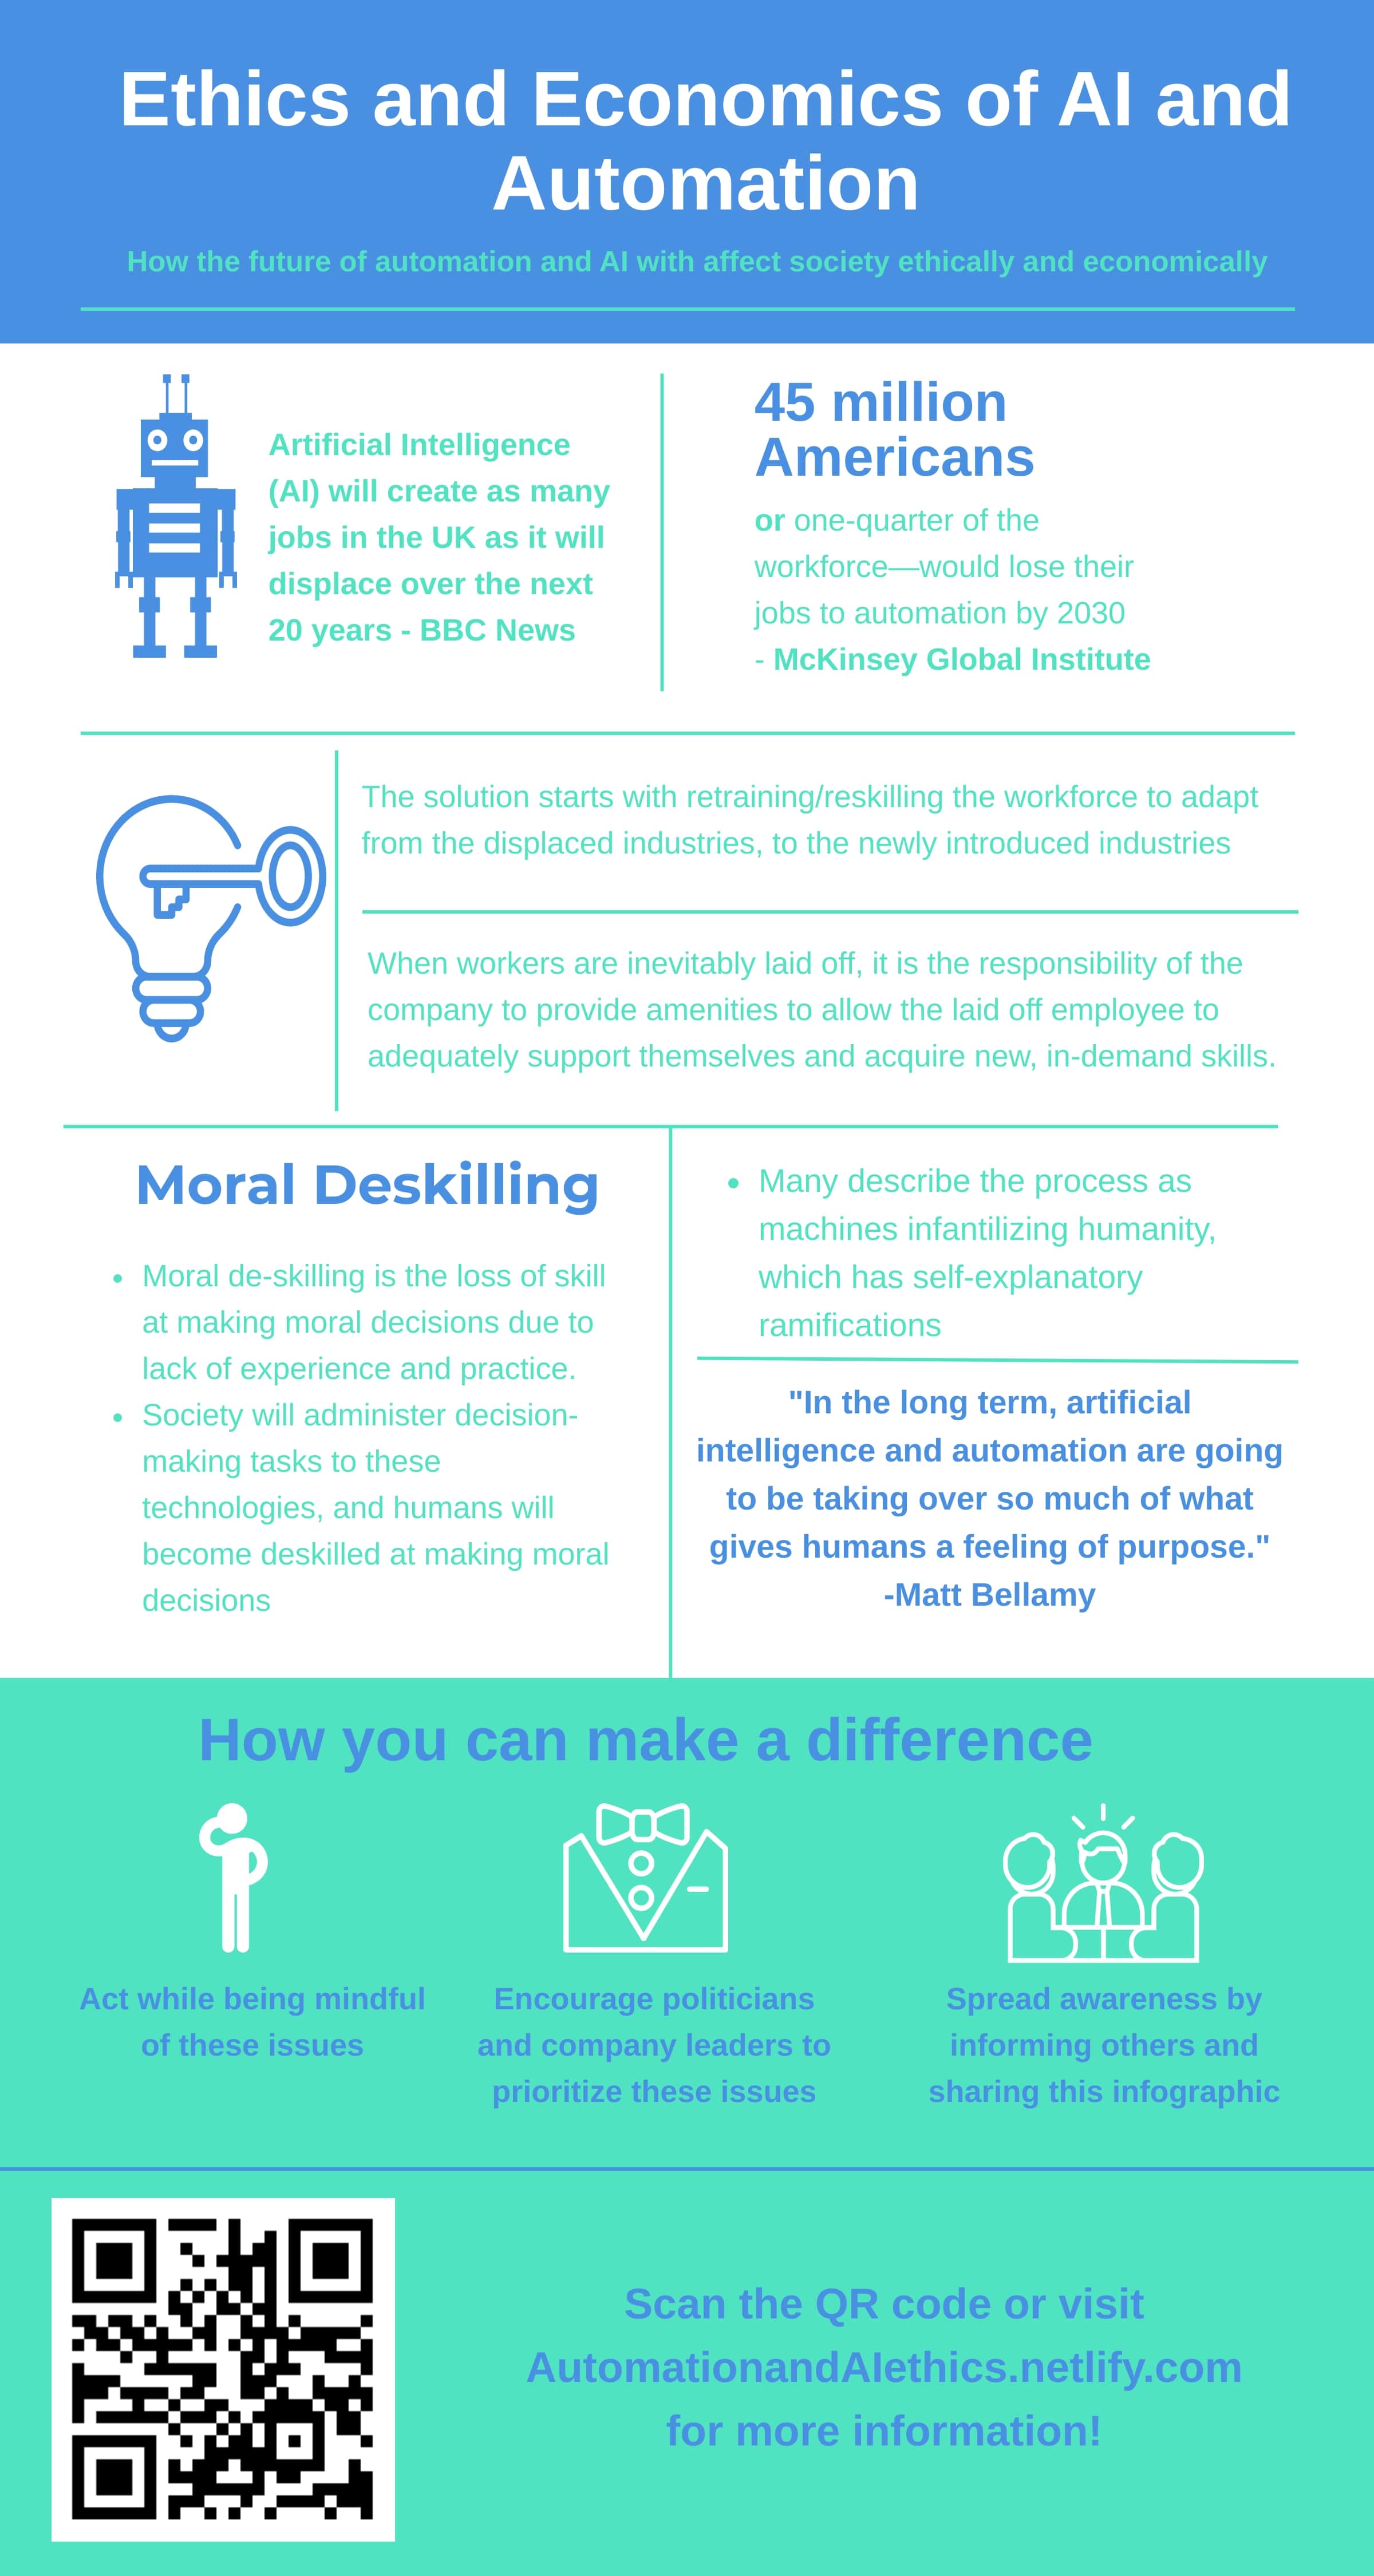 Ethics and Economics of AI and
Automation
How the future of automation and AI with affect society ethically and economically
Artificial Intelligence
(AI) will create as many
jobs in the UK as it will
displace over the next
20 years - BBC News
45 million
Americans
or one-quarter of the
workforce—would lose their
jobs to automation by 2030
- McKinsey Global Institute
The solution starts with retraining/reskilling the workforce to adapt
from the displaced industries, to the newly introduced industries
When workers are inevitably laid off, it is the responsibility of the
company to provide amenities to allow the laid off employee to
adequately support themselves and acquire new, in-demand skills.
Moral Deskilling
• Moral de-skilling is the loss of skill
at making moral decisions due to
lack of experience and practice.
• Society will administer decision-
making tasks to these
technologies, and humans will
become deskilled at making moral
decisions
• Many describe the process as
machines infantilizing humanity,
which has self-explanatory
ramifications
"In the long term, artificial
intelligence and automation are going
to be taking over so much of what
gives humans a feeling of purpose."
-Matt Bellamy
How you can make a difference
Act while being mindful
of these issues
Encourage politicians
and company leaders to
prioritize these issues
Spread awareness by
informing others and
sharing this infographic
Scan the QR code or visit
AutomationandAIethics.netlify.com
for more information!